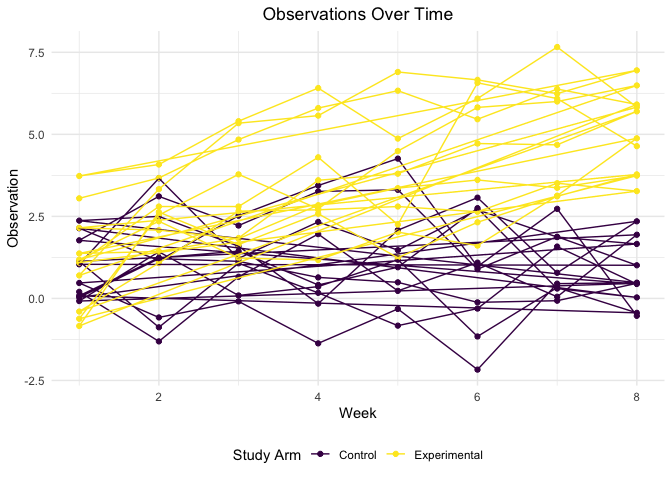 Observations Over Time
7.5
5.0
2.5
0.0
-2.5
Observation
2 4 6 8
Week
Study Arm Control Experimental